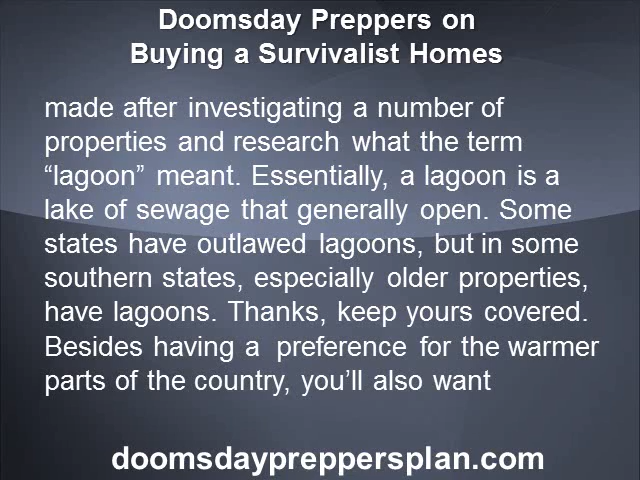 Doomsday Preppers on
Buying a Survivalist Homes
made after investigating a number of
properties and research what the term
“lagoon” meant. Essentially, a lagoon is a
lake of sewage that generally open. Some
states have outlawed lagoons, but in some
southern states, especially older properties,
have lagoons. Thanks, keep yours covered.
Besides having a preference for the warmer
parts of the country, you’ll also want
doomsdaypreppersplan.com